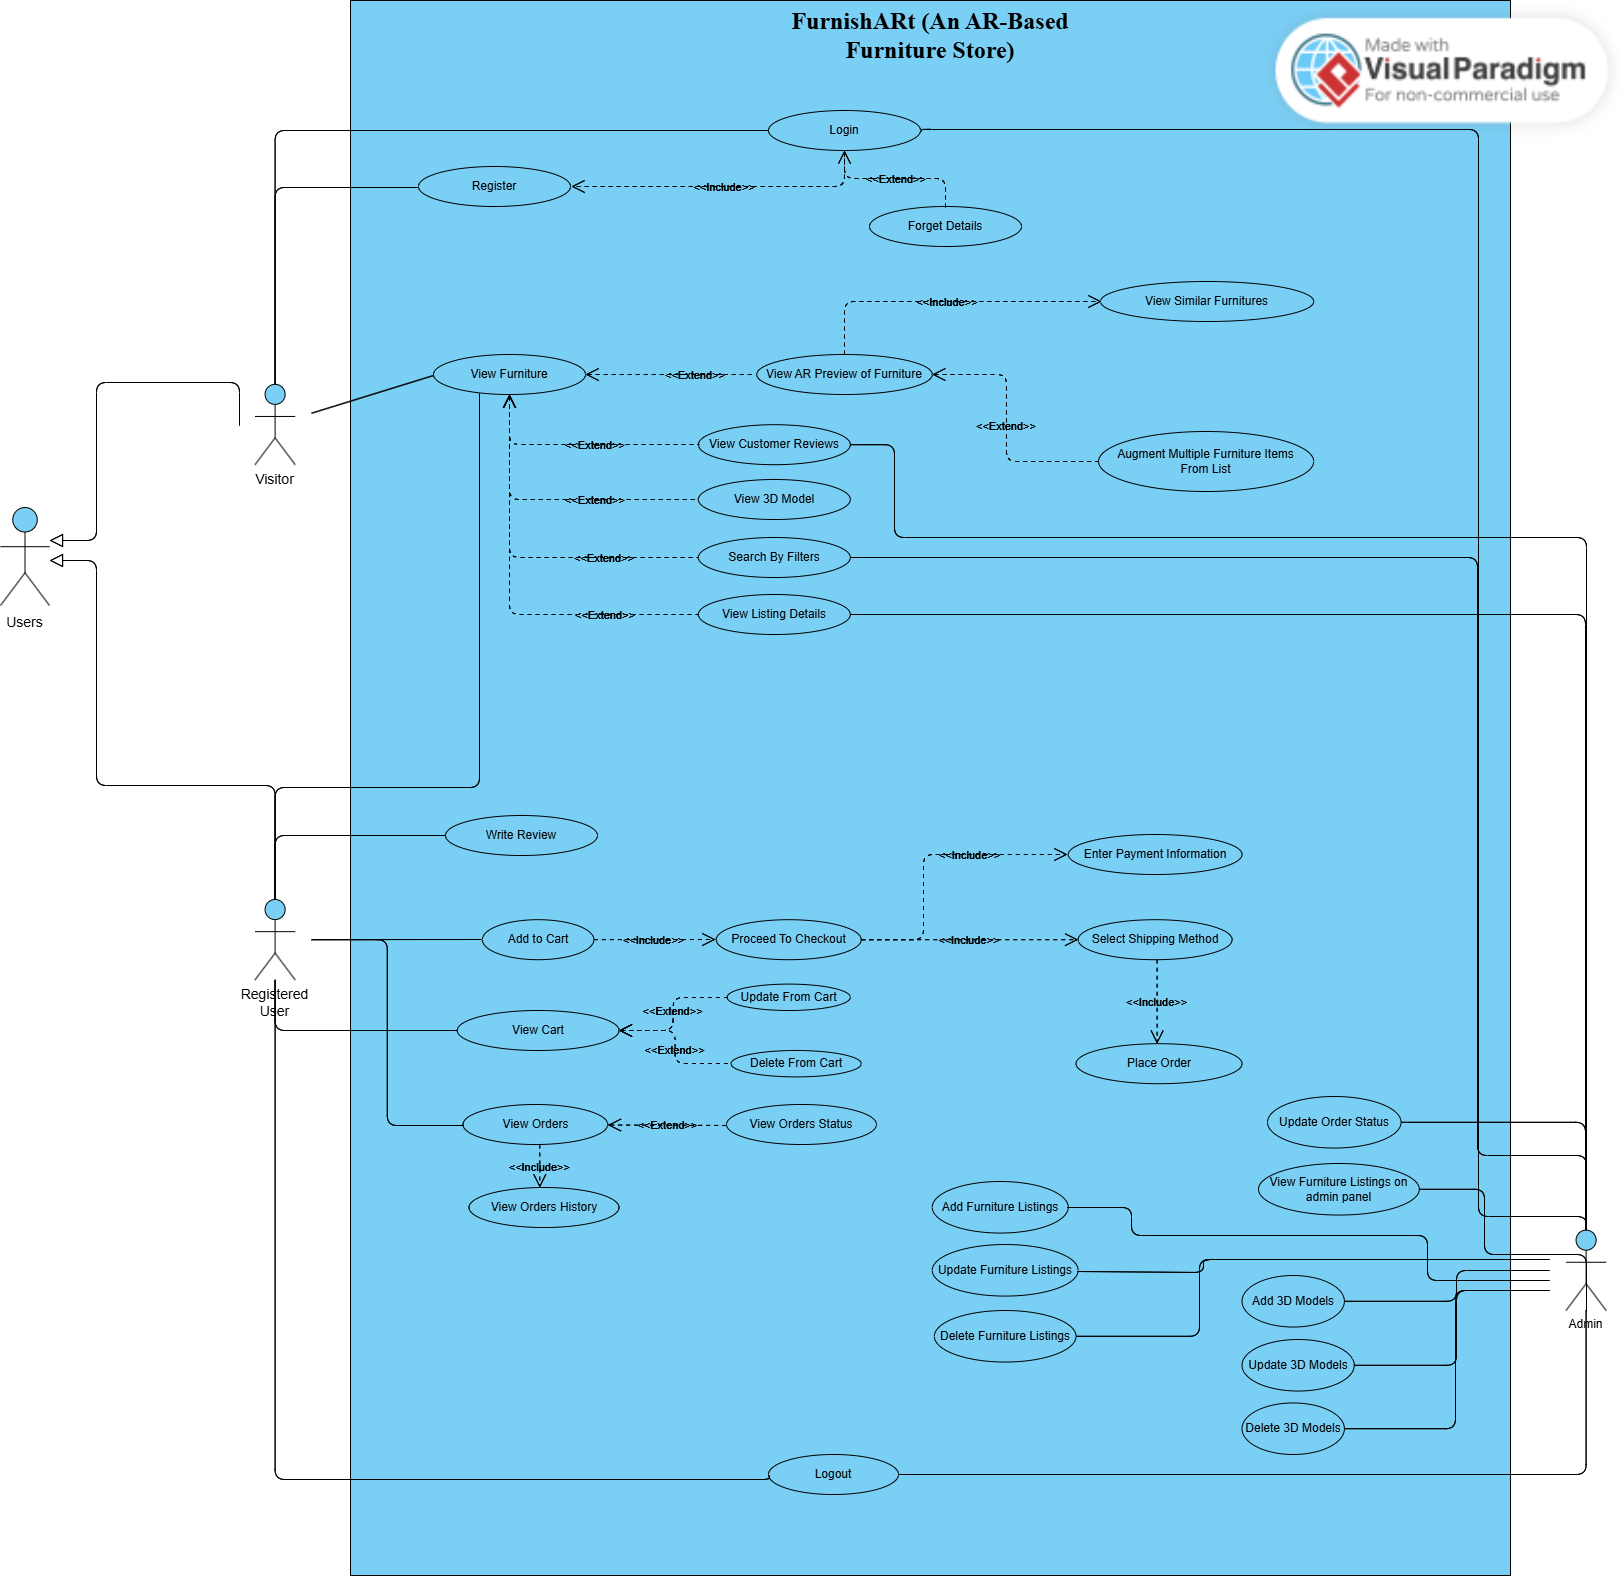 FurnishARt (An AR-Based
Furniture Store)
Made with
Visual Paradigm
For non-commercial use
Login
Register
<<Include>>
<<Extend>>
Forget Details
<<Include>>
View Similar Furnitures
View Furniture
<<Extend>>
View AR Preview of Furniture
<<Extend>>
Augment Multiple Furniture Items
From List
<<Extend>>
View Customer Reviews
<<Extend>>
View 3D Model
<<Extend>>
Search By Filters
<<Extend>>
View Listing Details
Visitor
Users
Write Review
<<Include>>
Enter Payment Information
Add to Cart
<<Include>>
Proceed To Checkout
<<Include>>
Select Shipping Method
Registered
User
<<Include>>
Place Order
View Cart
<<Extend>>
Update From Cart
<<Extend>>
Delete From Cart
View Orders
<<Extend>>
View Orders Status
<<Include>>
View Orders History
Update Order Status
View Furniture Listings on
admin panel
Add Furniture Listings
Update Furniture Listings
Delete Furniture Listings
Add 3D Models
Update 3D Models
Delete 3D Models
Admin
Logout